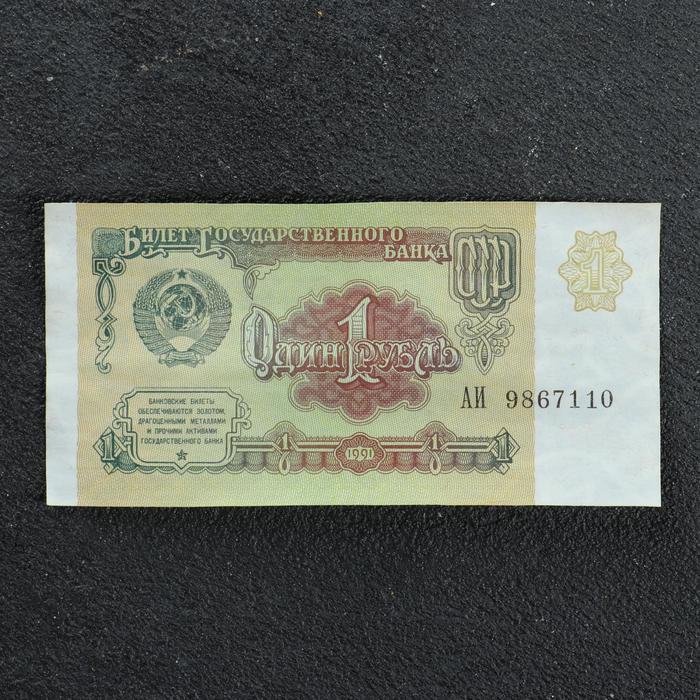 Билет Государственного
Банка
СССР
1
Один 1 рубль
АИ 9867110
БАНКОВСКИЕ БИЛЕТЫ
ОБЕСПЕЧИВАЮТСЯ ЗОЛОТОМ,
ДРАГОЦЕННЫМИ МЕТАЛЛАМИ
И ПРОЧИМИ АКТИВАМИ
ГОСУДАРСТВЕННОГО БАНКА
1 1 1991 1 1